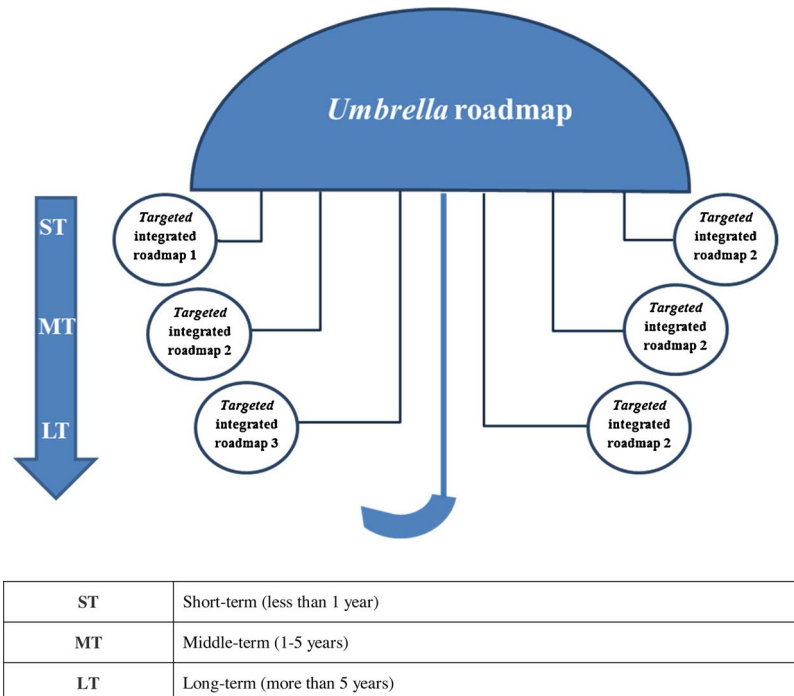 Umbrella roadmap
ST
MT
LT
Targeted
integrated
roadmap 1
Targeted
integrated
roadmap 2
Targeted
integrated
roadmap 2
Targeted
integrated
roadmap 2
Targeted
integrated
roadmap 3
Targeted
integrated
roadmap 2
ST Short-term (less than 1 year)
MT Middle-term (1-5 years)
LT Long-term (more than 5 years)